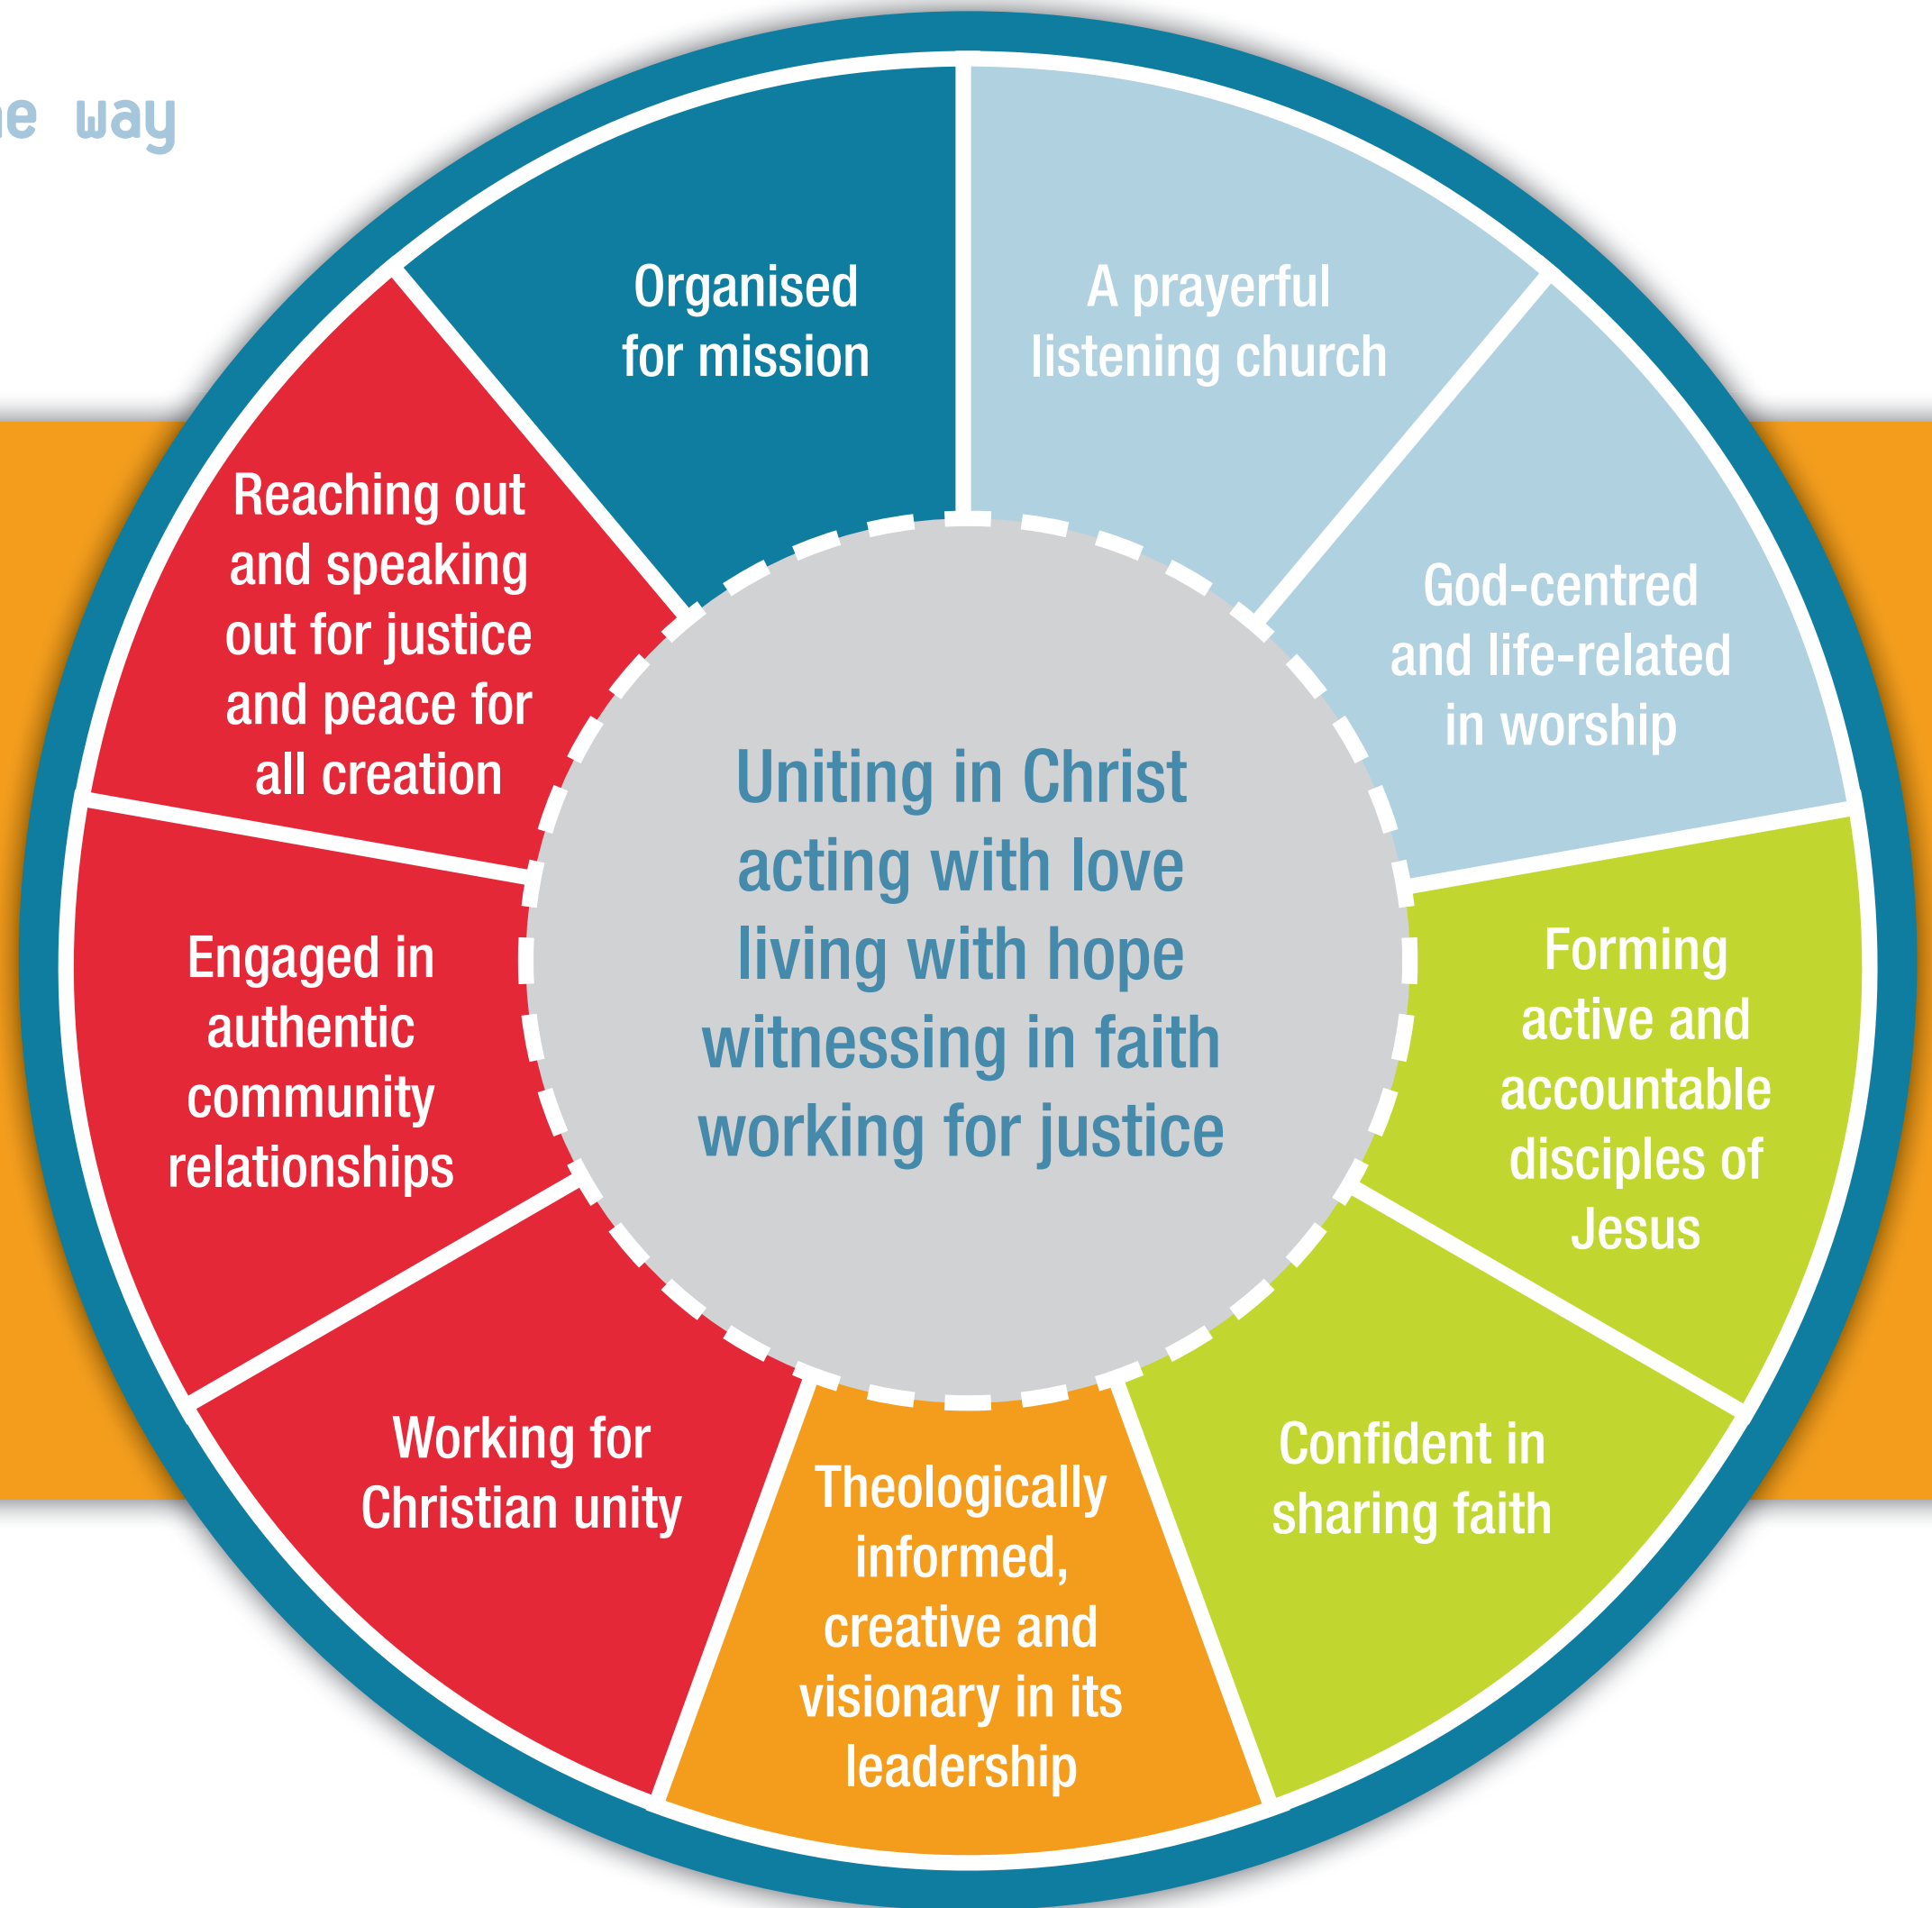 way
Organised
for mission
A prayerful
listening church
God-centred
and life-related
in worship
Forming
active and
accountable
disciples of
Jesus
Confident in
sharing faith
Theologically
informed,
creative and
visionary in its
leadership
Working for
Christian unity
Engaged in
authentic
community
relationships
Reaching out
and speaking
out for justice
and peace for
all creation
Uniting in Christ
acting with love
living with hope
witnessing in faith
working for justice